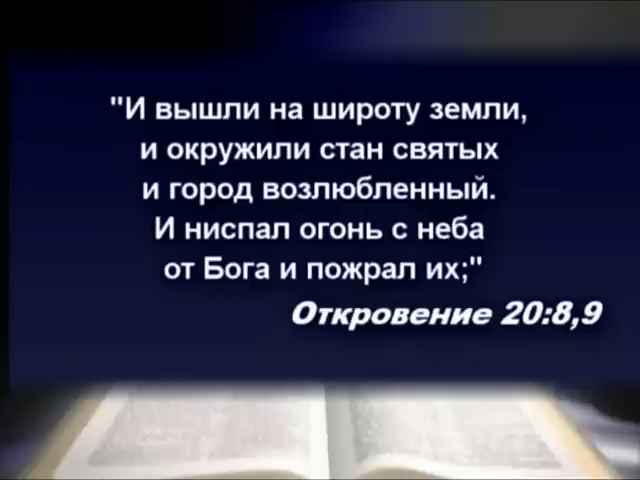 "И вышли на широту земли,
и окружили стан святых
и город возлюбленный.
И ниспал огонь с неба
от Бога и пожрал их;"
Откровение 20:8,9